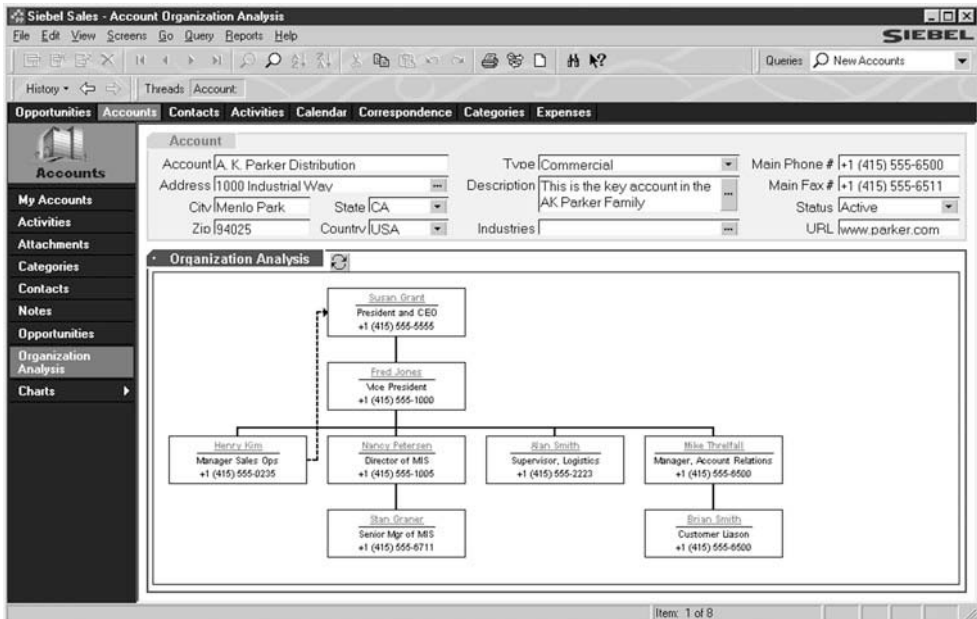 Siebel Sales - Account Organization Analysis
File Edit View Screens Go Query Reports Help
SIEBEL
Queries New Accounts
History Threads Account:
Opportunities Accounts Contacts Activities Calendar Correspondence Categories Expenses
Accounts
My Accounts
Activities
Attachments
Categories
Contacts
Notes
Opportunities
Organization
Analysis
Charts
Account
Account A. K. Parker Distribution Type Commercial Main Phone # +1 (415) 555-6500
Address 1000 Industrial Way Description This is the key account in the Main Fax # +1 (415) 555-6511
AK Parker Family
City Menlo Park State CA Status Active
Zip 94025 Country USA Industries URL www.parker.com
Organization Analysis
Susan Grant
President and CEO
+1 (415) 555-5555
Fred Jones
Vice President
+1 (415) 555-1000
Henry Kim
Manager Sales Ops
+1 (415) 555-0235
Nancy Petersen
Director of MIS
+1 (415) 555-1005
Alan Smith
Supervisor, Logistics
+1 (415) 555-2223
Mike Threlfall
Manager, Account Relations
+1 (415) 555-6500
Stan Graner
Senior Mgr of MIS
+1 (415) 555-6711
Brian Smith
Customer Liason
+1 (415) 555-6500
Item: 1 of 8